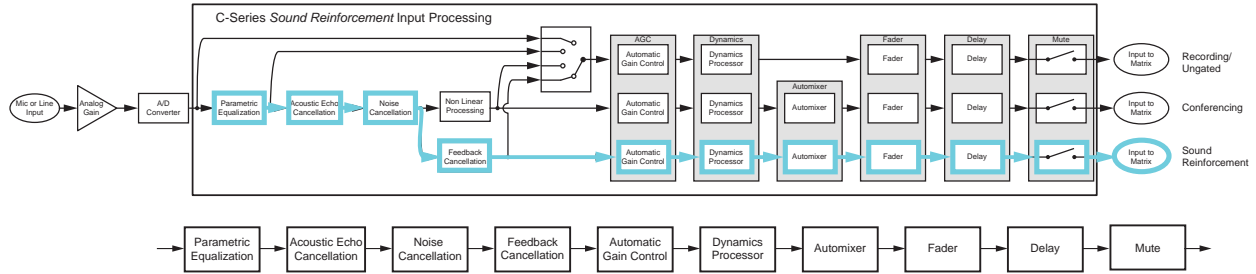 C-Series Sound Reinforcement Input Processing
AGC
Dynamics
Fader
Delay
Mute
Automatic
Gain Control
Dynamics
Processor
Fader
Delay
Input to
Matrix
Recording/
Ungated
Mic or Line
Input
Analog
Gain
A/D
Converter
Parametric
Equalization
Acoustic Echo
Cancellation
Noise
Cancellation
Non Linear
Processing
Automatic
Gain Control
Dynamics
Processor
Automixer
Automixer
Fader
Delay
Input to
Matrix
Conferencing
Feedback
Cancellation
Automatic
Gain Control
Dynamics
Processor
Automixer
Fader
Delay
Input to
Matrix
Sound
Reinforcement
Parametric
Equalization
Acoustic Echo
Cancellation
Noise
Cancellation
Feedback
Cancellation
Automatic
Gain Control
Dynamics
Processor
Automixer
Fader
Delay
Mute